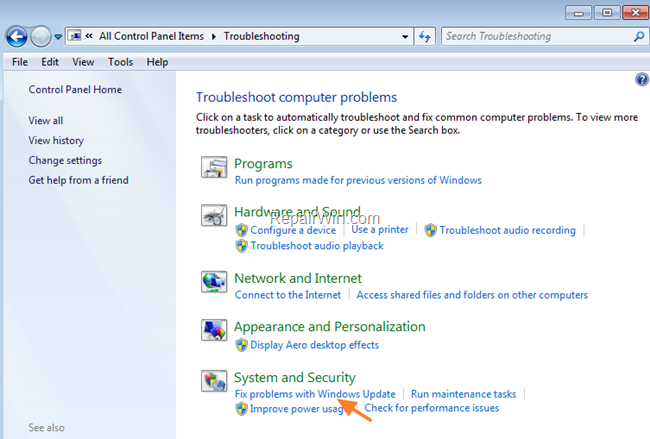 All Control Panel Items Troubleshooting Search Troubleshooting
File Edit View Tools Help
Control Panel Home
View all
View history
Change settings
Get help from a friend
See also
Troubleshoot computer problems
Click on a task to automatically troubleshoot and fix common computer problems. To view more
troubleshooters, click on a category or use the Search box.
Programs
Run programs made for previous versions of Windows
Hardware and Sound
RepairWin.com
Configure a device Use a printer Troubleshoot audio recording
Troubleshoot audio playback
Network and Internet
Connect to the Internet Access shared files and folders on other computers
Appearance and Personalization
Display Aero desktop effects
System and Security
Fix problems with Windows Update Run maintenance tasks
Improve power usage Check for performance issues